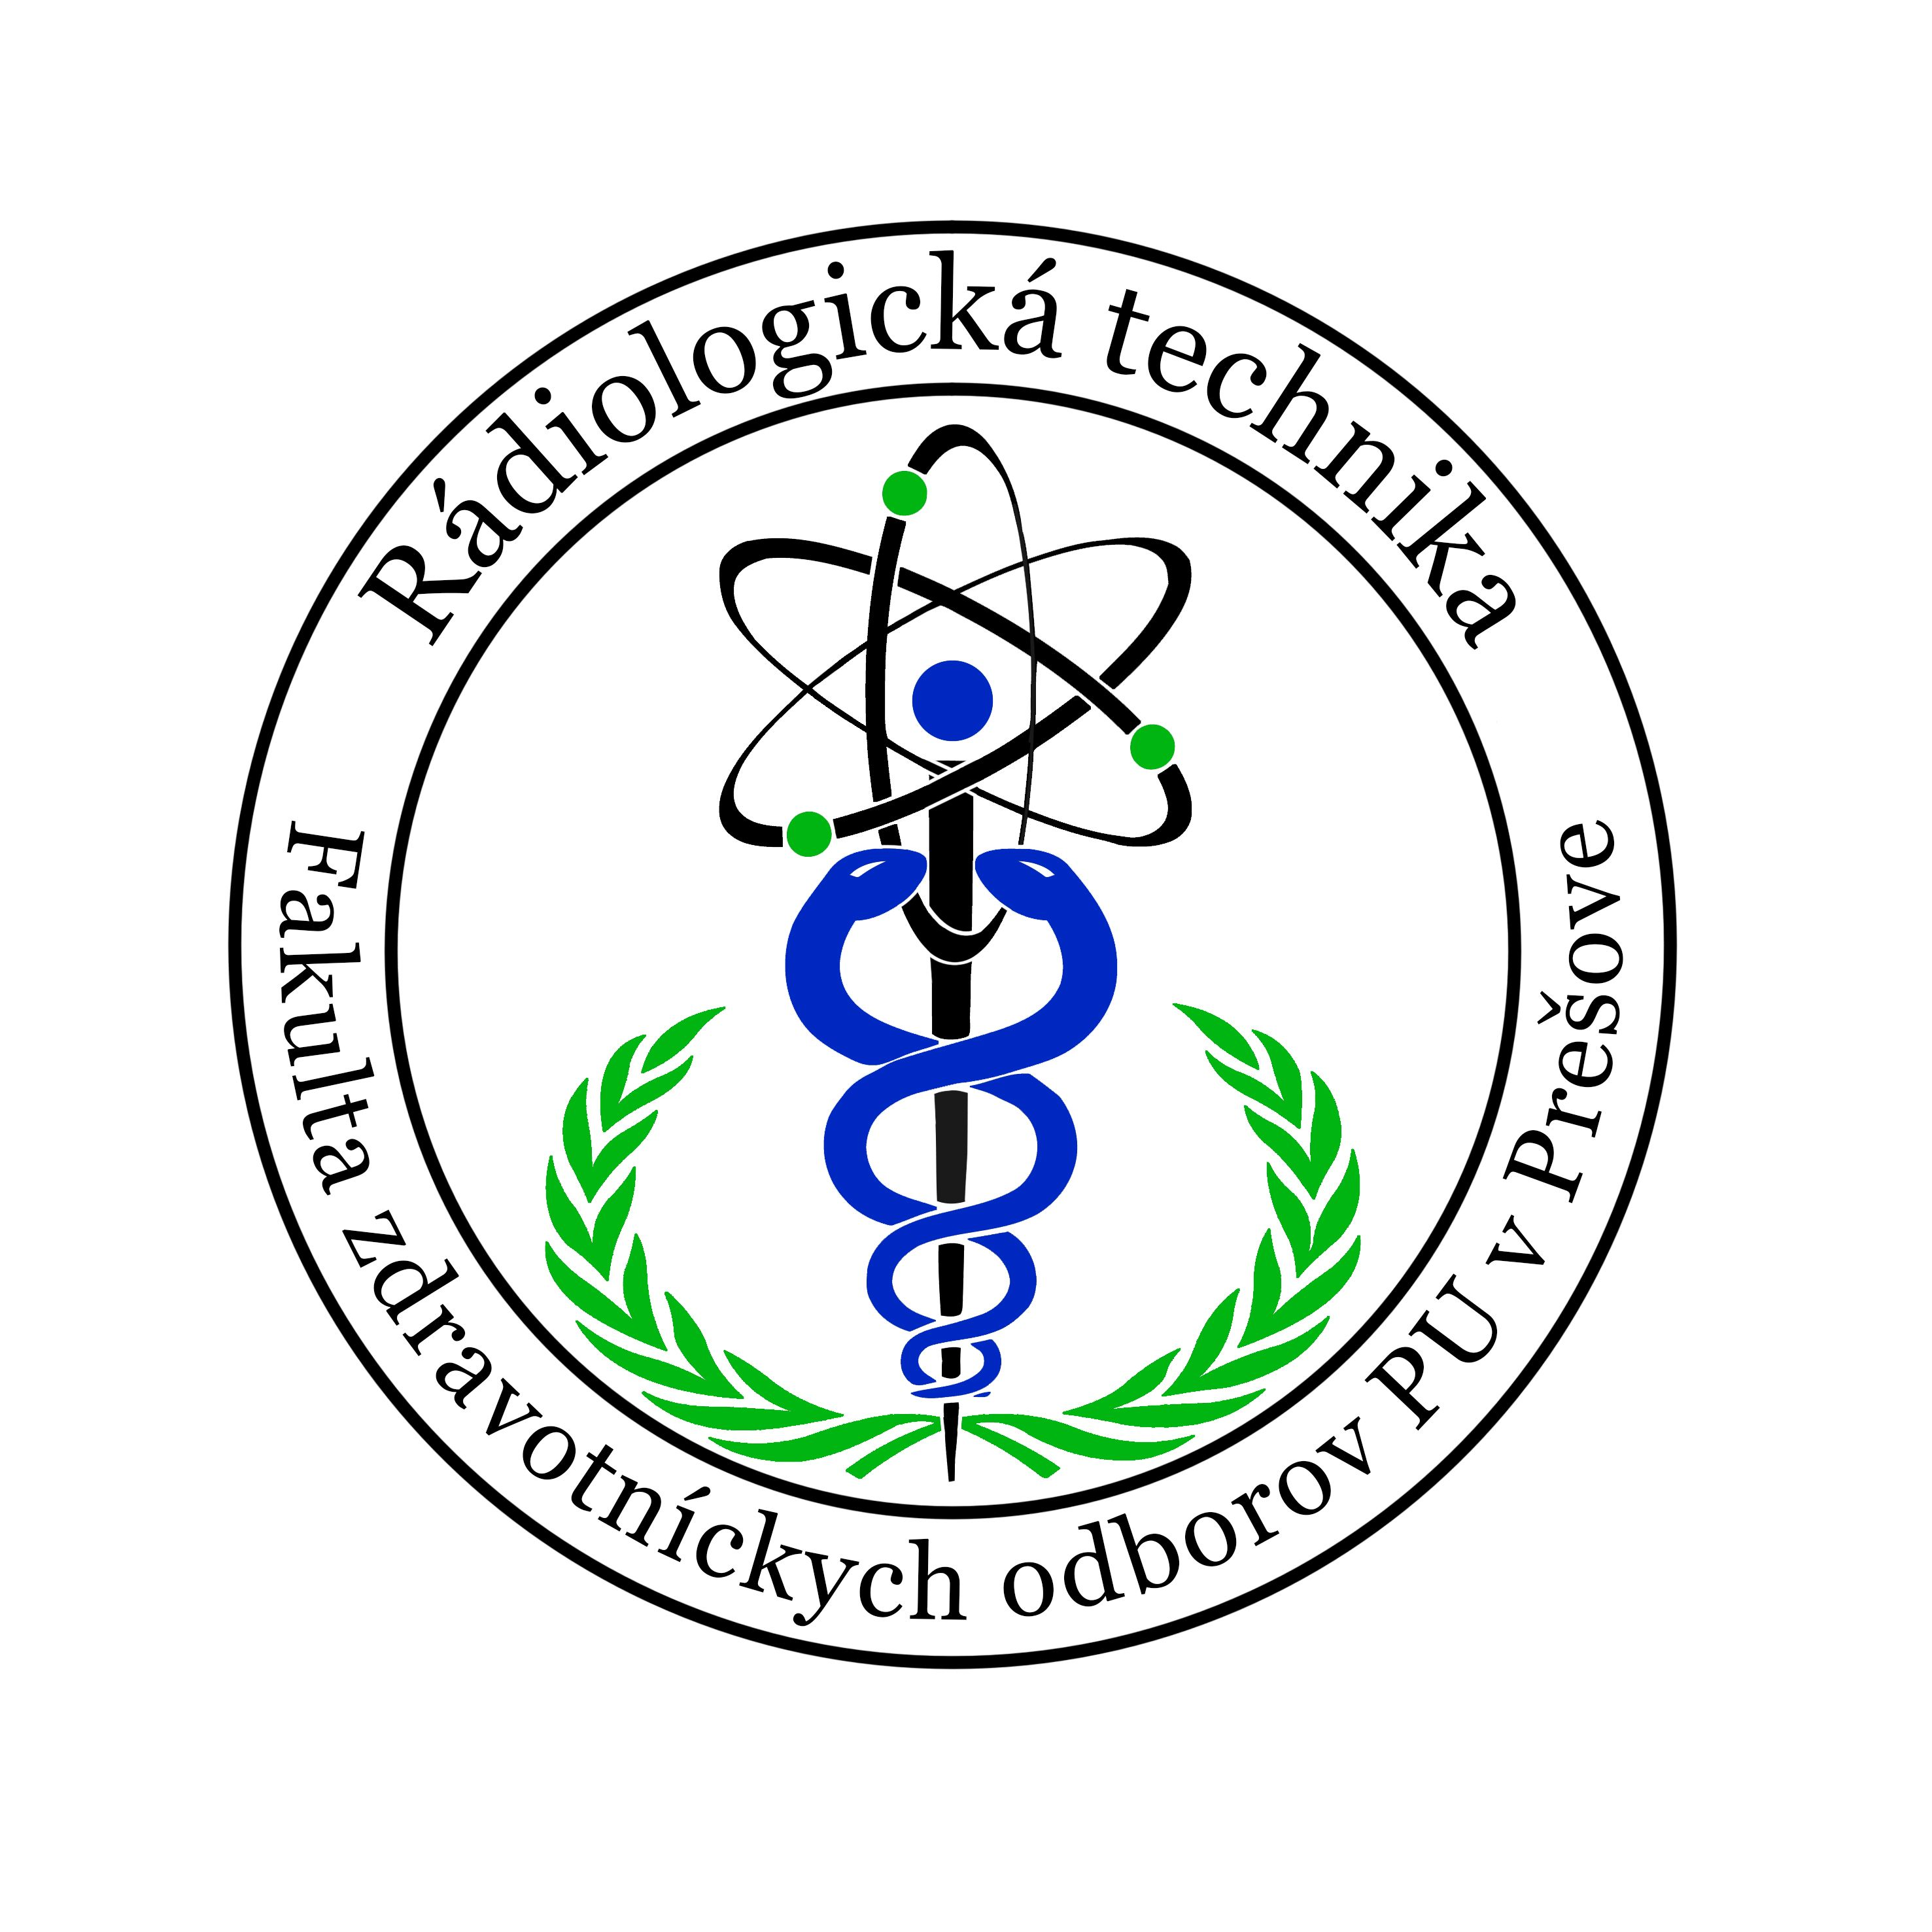 Rádiologická technika
Fakulta zdravotníckych odborov PU v Prešove